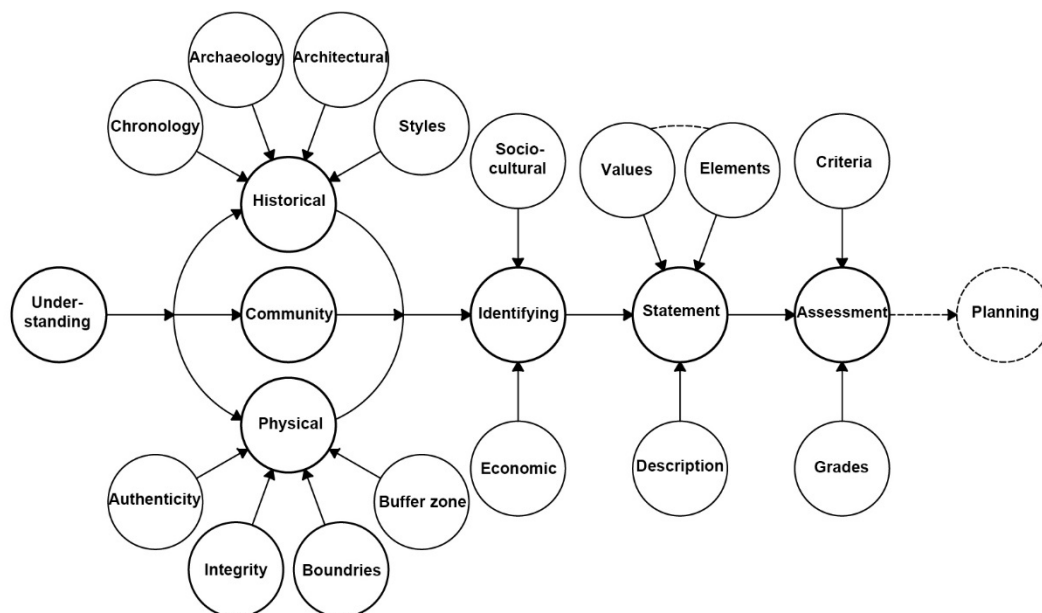 Archaeology
Architectural
Chronology
Styles
Socio-
cultural
Values
Elements
Criteria
Historical
Under-
standing
Community
Identifying
Statement
Assessment
Planning
Physical
Authenticity
Buffer zone
Economic
Description
Grades
Integrity
Boundries